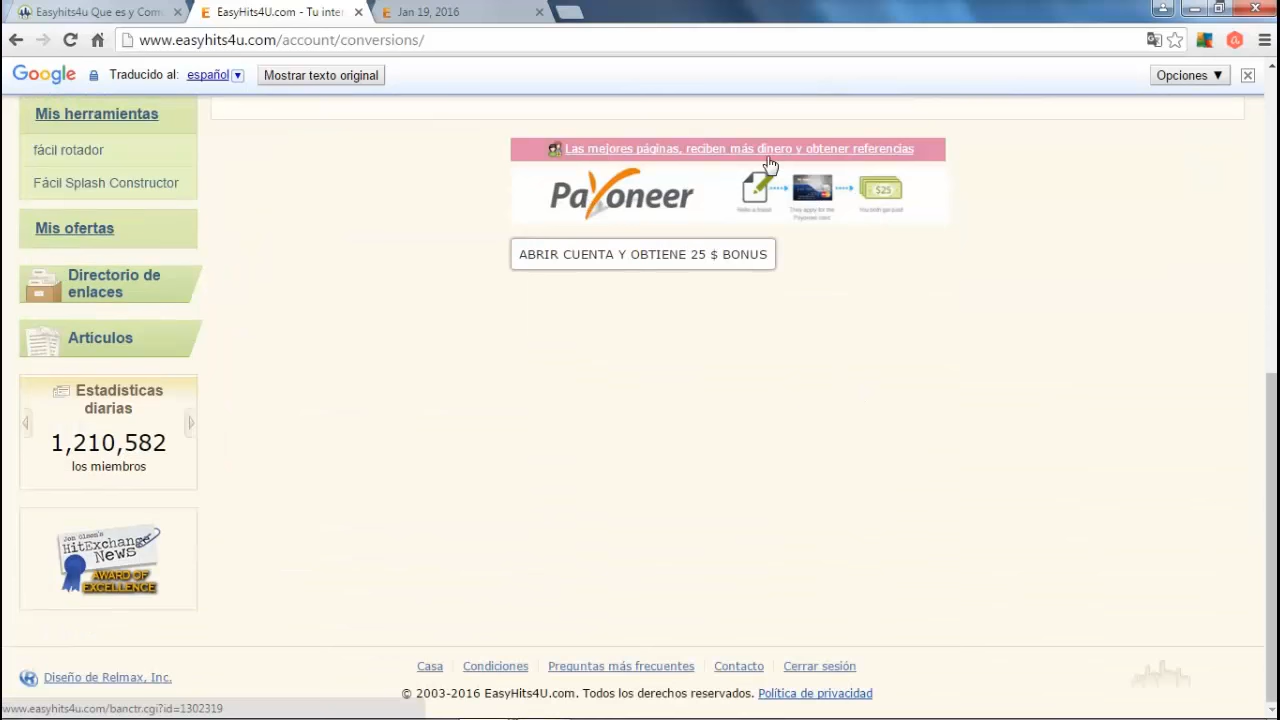 Easyhits4u Que es y Com
EasyHits4U.com - Tu inter
Jan 19, 2016
www.easyhits4u.com/account/conversions/
Google Traducido al: español Mostrar texto original Opciones ▼
Mis herramientas
fácil rotador
Fácil Splash Constructor
Mis ofertas
Directorio de
enlaces
Articulos
Estadisticas
diarias
1,210,582
los miembros
Jon Olson's
HitExchange
News
AWARD OF
EXCELLENCE
Las mejores páginas, reciben más dinero y obtener referencias
Payoneer
$25
ABRIR CUENTA Y OBTIENE 25 $ BONUS
Diseño de Relmax, Inc.
Casa Condiciones Preguntas más frecuentes Contacto Cerrar sesión
© 2003-2016 EasyHits4U.com. Todos los derechos reservados. Política de privacidad
www.easyhits4u.com/banctr.cgi?id=1302319